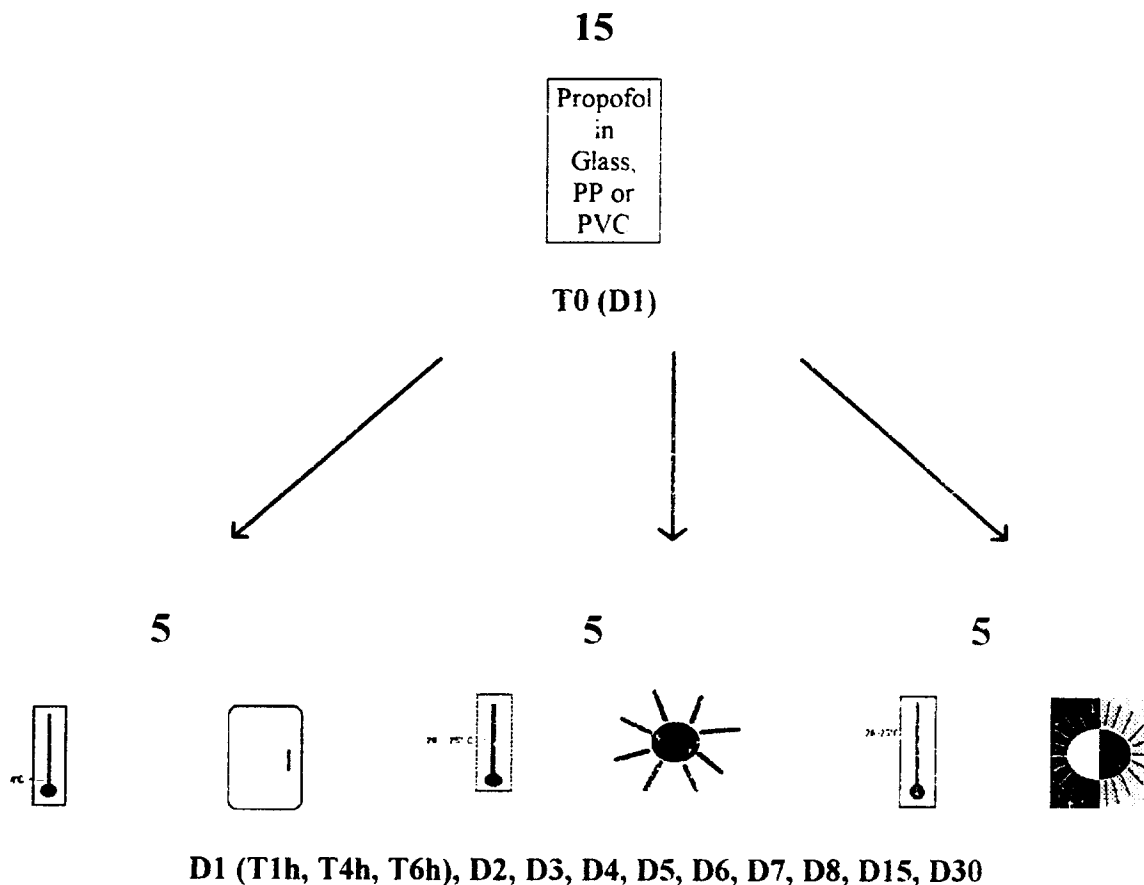 15
Propofol
in
Glass,
PP or
PVC
T0 (D1)
5
5
5
D1 (T1h, T4h, T6h), D2, D3, D4, D5, D6, D7, D8, D15, D30